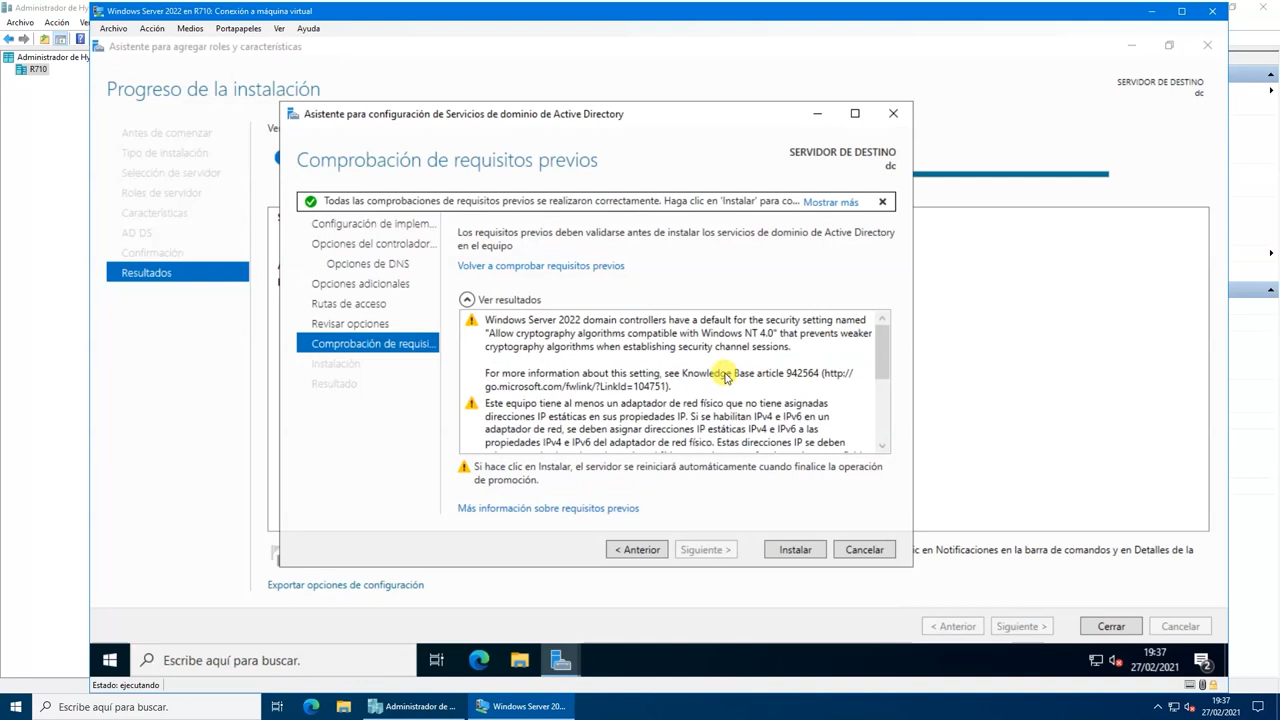 Administrador de Hy
Archivo Acción
Administrador de Hy
R710
Windows Server 2022 en R710: Conexión a máquina virtual
Archivo Acción Medios Portapapeles Ver Ayuda
Asistente para agregar roles y características
Progreso de la instalación
SERVIDOR DE DESTINO
dc
Antes de comenzar
Tipo de instalación
Selección de servidor
Roles de servidor
Características
AD DS
Confirmación
Resultados
Asistente para configuración de Servicios de dominio de Active Directory
Comprobación de requisitos previos
SERVIDOR DE DESTINO
dc
Todas las comprobaciones de requisitos previos se realizaron correctamente. Haga clic en 'Instalar' para co... Mostrar más
Configuración de implem...
Opciones del controlador...
Opciones de DNS
Opciones adicionales
Rutas de acceso
Revisar opciones
Comprobación de requisi...
Instalación
Resultado
Los requisitos previos deben validarse antes de instalar los servicios de dominio de Active Directory
en el equipo
Volver a comprobar requisitos previos
Ver resultados
Windows Server 2022 domain controllers have a default for the security setting named
"Allow cryptography algorithms compatible with Windows NT 4.0" that prevents weaker
cryptography algorithms when establishing security channel sessions.
For more information about this setting, see Knowledge Base article 942564 (http://
go.microsoft.com/fwlink/?LinkId=104751).
Este equipo tiene al menos un adaptador de red físico que no tiene asignadas
direcciones IP estáticas en sus propiedades IP. Si se habilitan IPv4 e IPv6 en un
adaptador de red, se deben asignar direcciones IP estáticas IPv4 e IPv6 a las
propiedades IPv4 e IPv6 del adaptador de red físico. Estas direcciones IP se deben
Si hace clic en Instalar, el servidor se reiniciará automáticamente cuando finalice la operación
de promoción.
Más información sobre requisitos previos
< Anterior Siguiente > Instalar Cancelar
ic en Notificaciones en la barra de comandos y en Detalles de la
Exportar opciones de configuración
< Anterior Siguiente > Cerrar Cancelar
Escribe aquí para buscar.
19:37
27/02/2021
2
Estado: ejecutando
Escribe aquí para buscar.
Administrador de ...
Windows Server 20...
19:37
27/02/2021